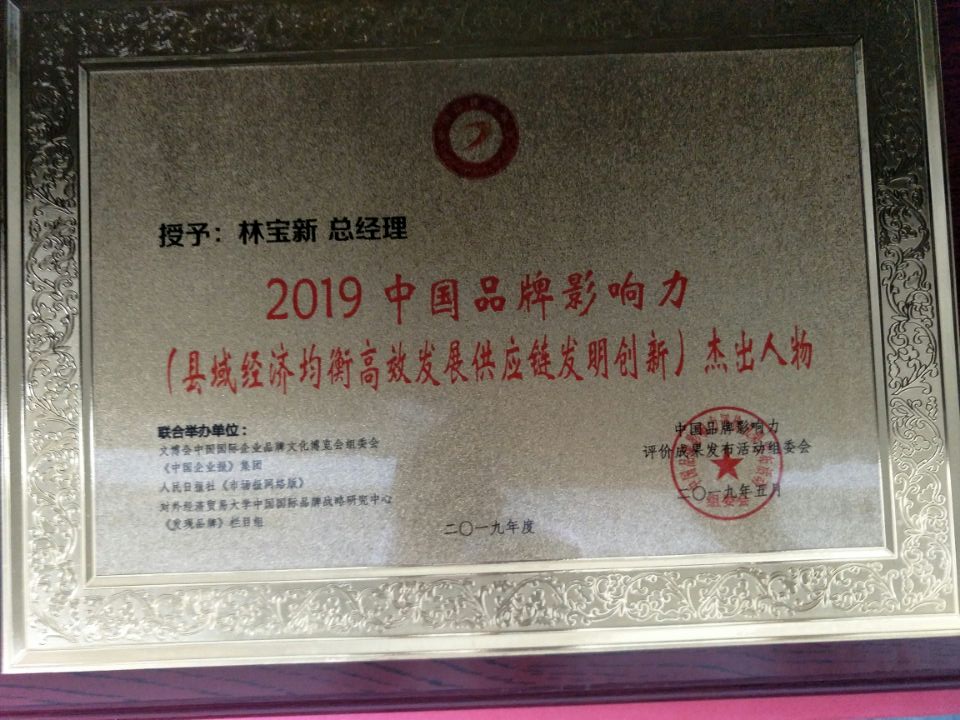 授予：林宝新 总经理
2019 中国品牌影响力
（县域经济均衡高效发展供应链发明创新）杰出人物
联合举办单位：
文博会中国国际企业品牌文化博览会组委会
《中国企业报》集团
人民日报社《市场报网络版》
对外经济贸易大学中国国际品牌战略研究中心
《发现品牌》栏目组
二〇一九年度
中国品牌影响力
评价成果发布活动组委会
二〇一九年五月
组委会